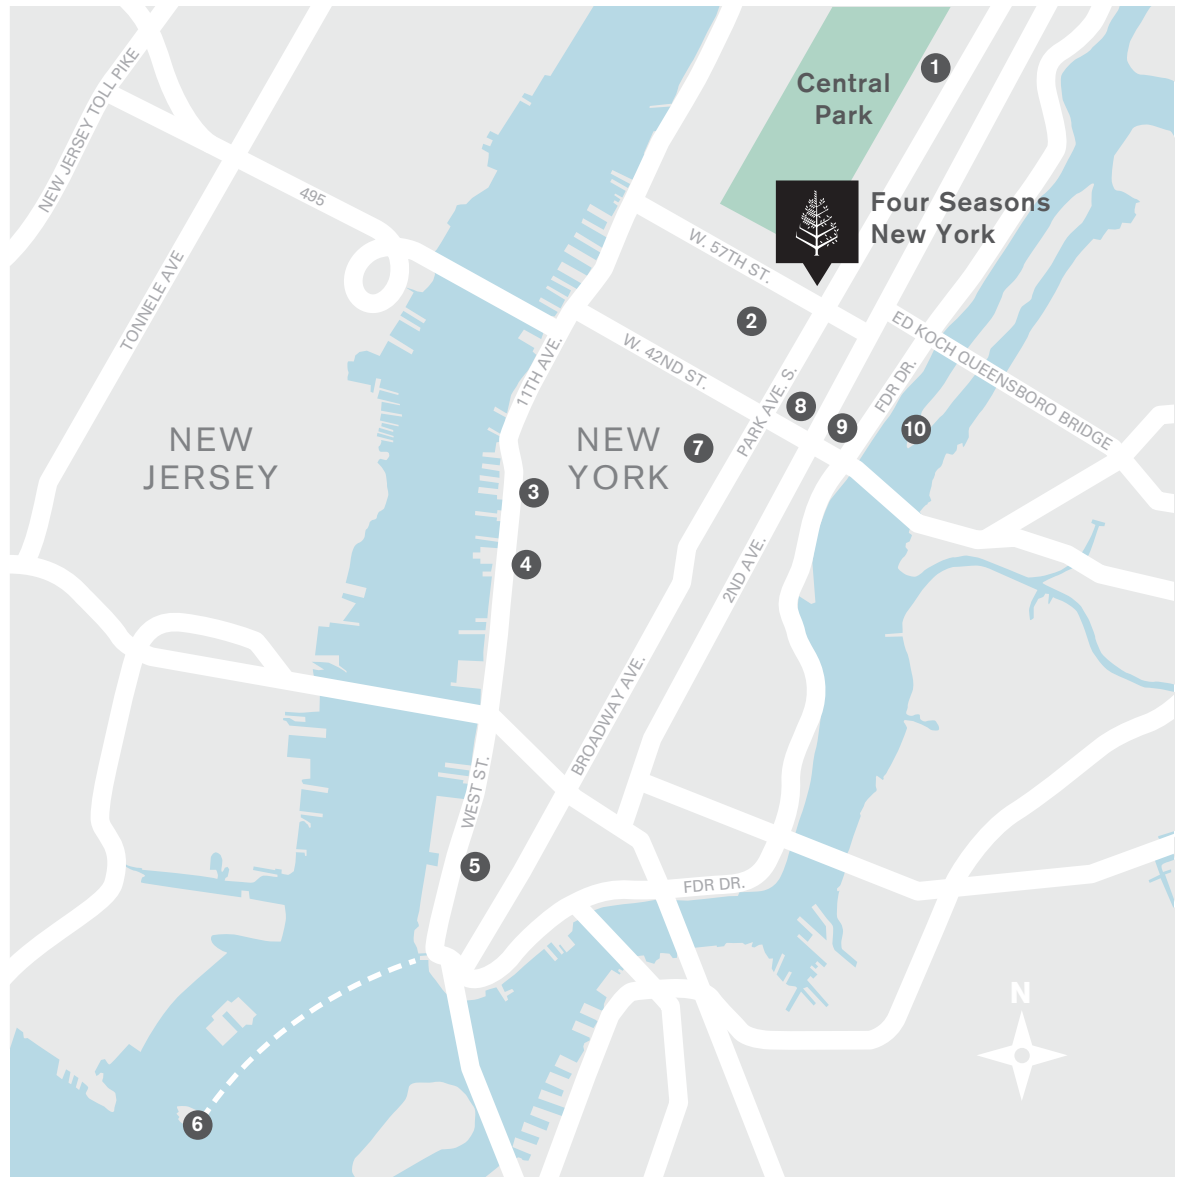 1
Central
Park
NEW JERSEY TOLL PIKE
495
Four Seasons
New York
W. 57TH ST.
TONNELE AVE
2
ED KOCH QUEENSBORO BRIDGE
W. 42ND ST.
11TH AVE.
FDR DR.
PARK AVE. S.
8
9
10
NEW
JERSEY
NEW
YORK
7
3
4
2ND AVE.
BROADWAY AVE.
WEST ST.
5
FDR DR.
N
6